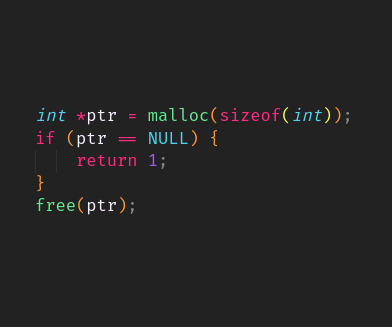 int *ptr = malloc(sizeof(int));
if (ptr == NULL) {
    return 1;
}
free(ptr);